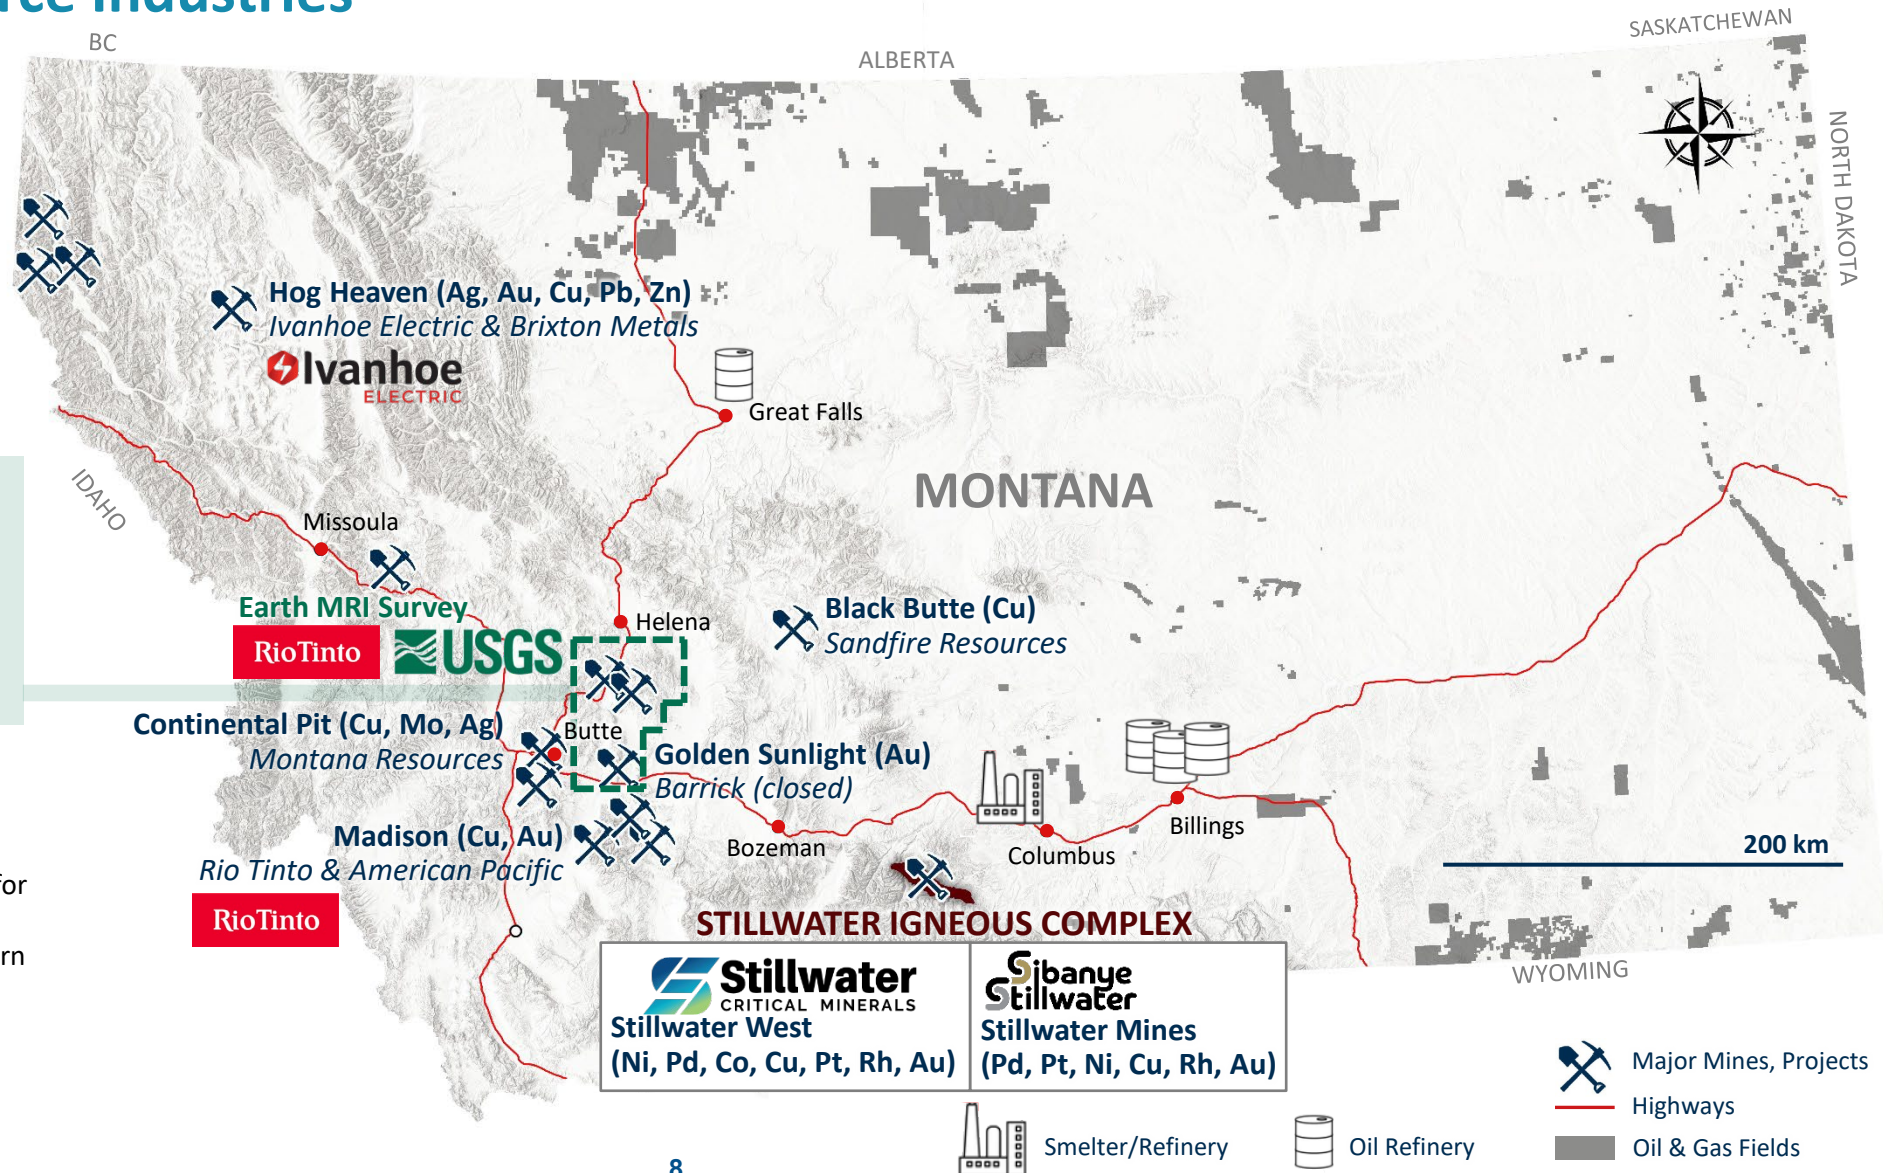 rce Industries
BC
ALBERTA
SASKATCHEWAN
NORTH DAKOTA
Hog Heaven (Ag, Au, Cu, Pb, Zn)
Ivanhoe Electric & Brixton Metals
Ivanhoe
ELECTRIC
Great Falls
MONTANA
IDAHO
Missoula
Earth MRI Survey
RioTinto
USGS
Helena
Black Butte (Cu)
Sandfire Resources
Continental Pit (Cu, Mo, Ag)
Montana Resources
Butte
Golden Sunlight (Au)
Barrick (closed)
Madison (Cu, Au)
Rio Tinto & American Pacific
RioTinto
Bozeman
Columbus
Billings
200 km
for
ern
STILLWATER IGNEOUS COMPLEX
WYOMING
Stillwater
CRITICAL MINERALS
Stillwater West
(Ni, Pd, Co, Cu, Pt, Rh, Au)
Sibanye
Stillwater
Stillwater Mines
(Pd, Pt, Ni, Cu, Rh, Au)
Major Mines, Projects
Highways
Smelter/Refinery
Oil Refinery
Oil & Gas Fields
8